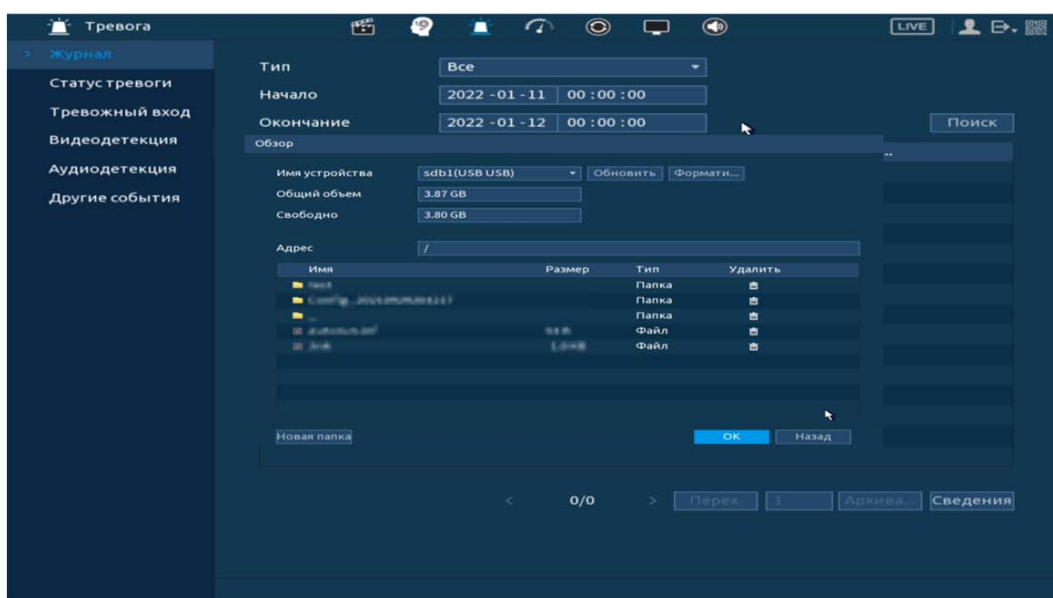 Тревога
LIVE
> Журнал
Статус тревоги
Тревожный вход
Видеодетекция
Аудиодетекция
Другие события
Тип Все
Начало 2022 -01 -11 00 :00 :00
Окончание 2022 -01 -12 00 :00 :00
Поиск
Обзор
..
Имя устройства sdb1(USB USB) Обновить Формати...
Общий объем 3.87 GB
Свободно 3.80 GB
Адрес /
Имя Размер Тип Удалить
Папка
Папка
Папка
Файл
Файл
Новая папка OK Назад
< 0/0 > Перех. 1 Архива... Сведения